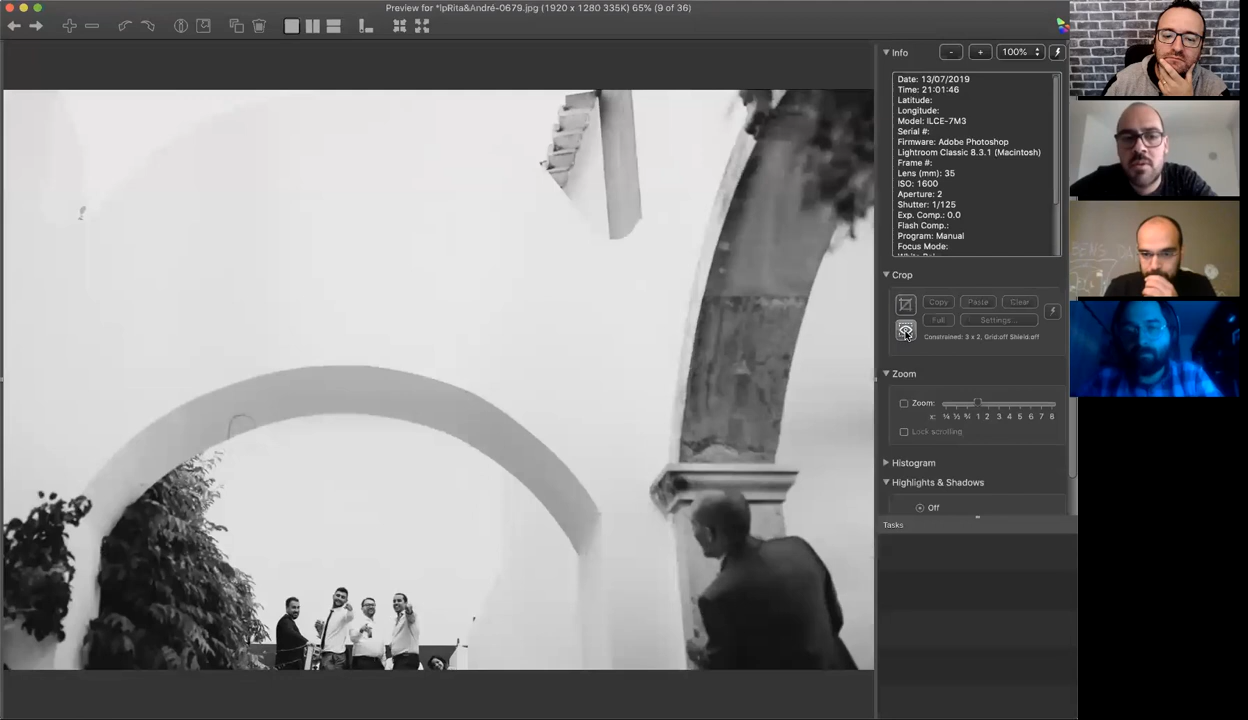 Preview for *lpRita&André-0679.jpg (1920 x 1280 335K) 65% (9 of 36)
Info
- + 100%
Date: 13/07/2019
Time: 21:01:46
Latitude:
Longitude:
Model: ILCE-7M3
Serial #:
Firmware: Adobe Photoshop
Lightroom Classic 8.3.1 (Macintosh)
Frame #:
Lens (mm): 35
ISO: 1600
Aperture: 2
Shutter: 1/125
Exp. Comp.: 0.0
Flash Comp.:
Program: Manual
Focus Mode:
Crop
Copy Paste Clear
Full Settings...
Constrained: 3 x 2, Grid:off Shield:off
Zoom
Zoom:
x: ¼ ½ ¾ 1 2 3 4 5 6 7 8
Lock scrolling
Histogram
Highlights & Shadows
Off
Tasks